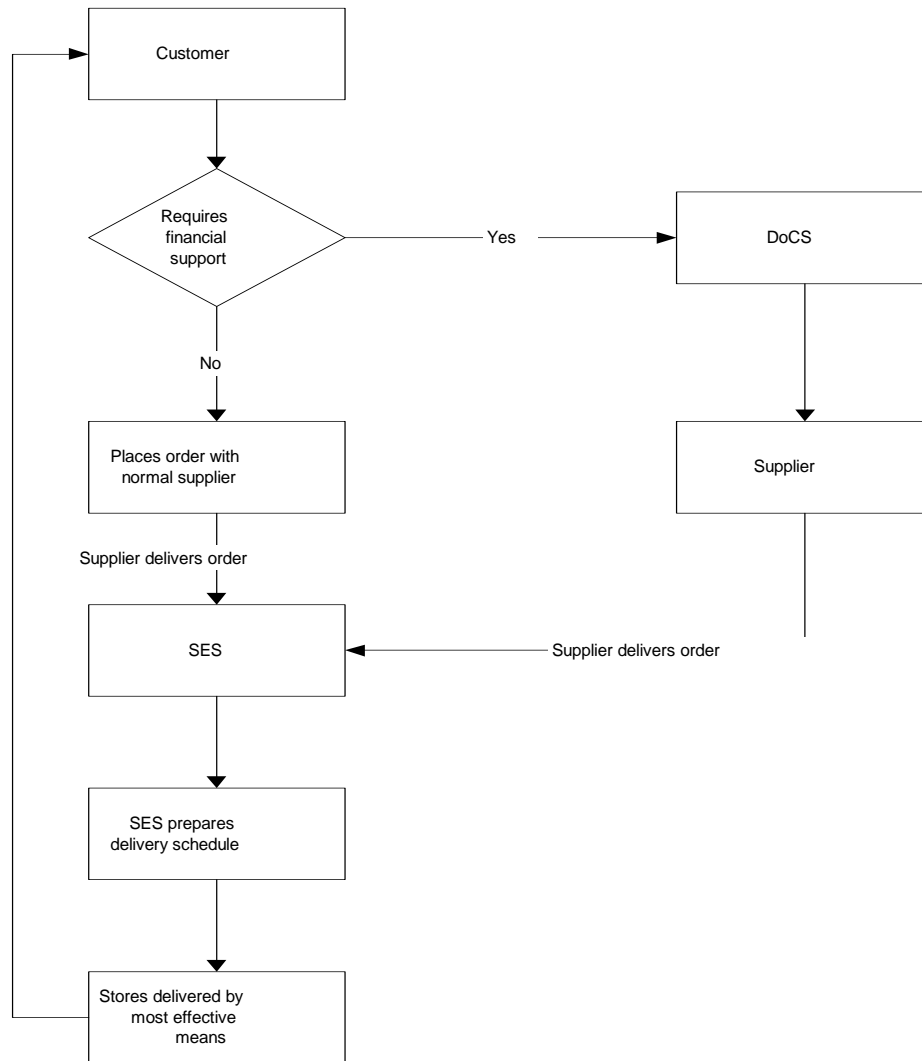 Customer
Requires
financial
support
Yes
DoCS
No
Places order with
normal supplier
Supplier
Supplier delivers order
SES
Supplier delivers order
SES prepares
delivery schedule
Stores delivered by
most effective
means